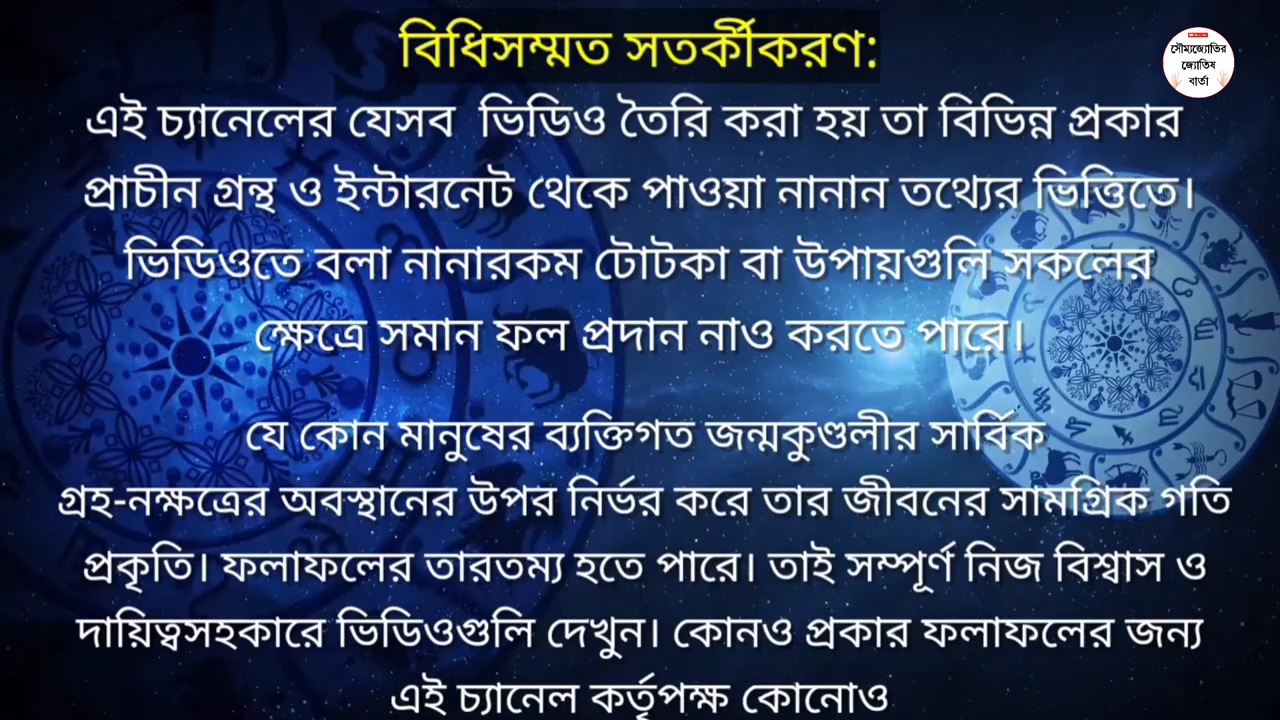 বিধিসম্মত সতর্কীকরণ:
সৌম্যজ্যোতির
জ্যোতিষ
বার্তা
এই চ্যানেলের যেসব ভিডিও তৈরি করা হয় তা বিভিন্ন প্রকার
প্রাচীন গ্রন্থ ও ইন্টারনেট থেকে পাওয়া নানান তথ্যের ভিত্তিতে।
ভিডিওতে বলা নানারকম টোটকা বা উপায়গুলি সকলের
ক্ষেত্রে সমান ফল প্রদান নাও করতে পারে।
যে কোন মানুষের ব্যক্তিগত জন্মকুণ্ডলীর সার্বিক
গ্রহ-নক্ষত্রের অবস্থানের উপর নির্ভর করে তার জীবনের সামগ্রিক গতি
প্রকৃতি। ফলাফলের তারতম্য হতে পারে। তাই সম্পূর্ণ নিজ বিশ্বাস ও
দায়িত্বসহকারে ভিডিওগুলি দেখুন। কোনও প্রকার ফলাফলের জন্য
এই চ্যানেল কর্তৃপক্ষ কোনোও